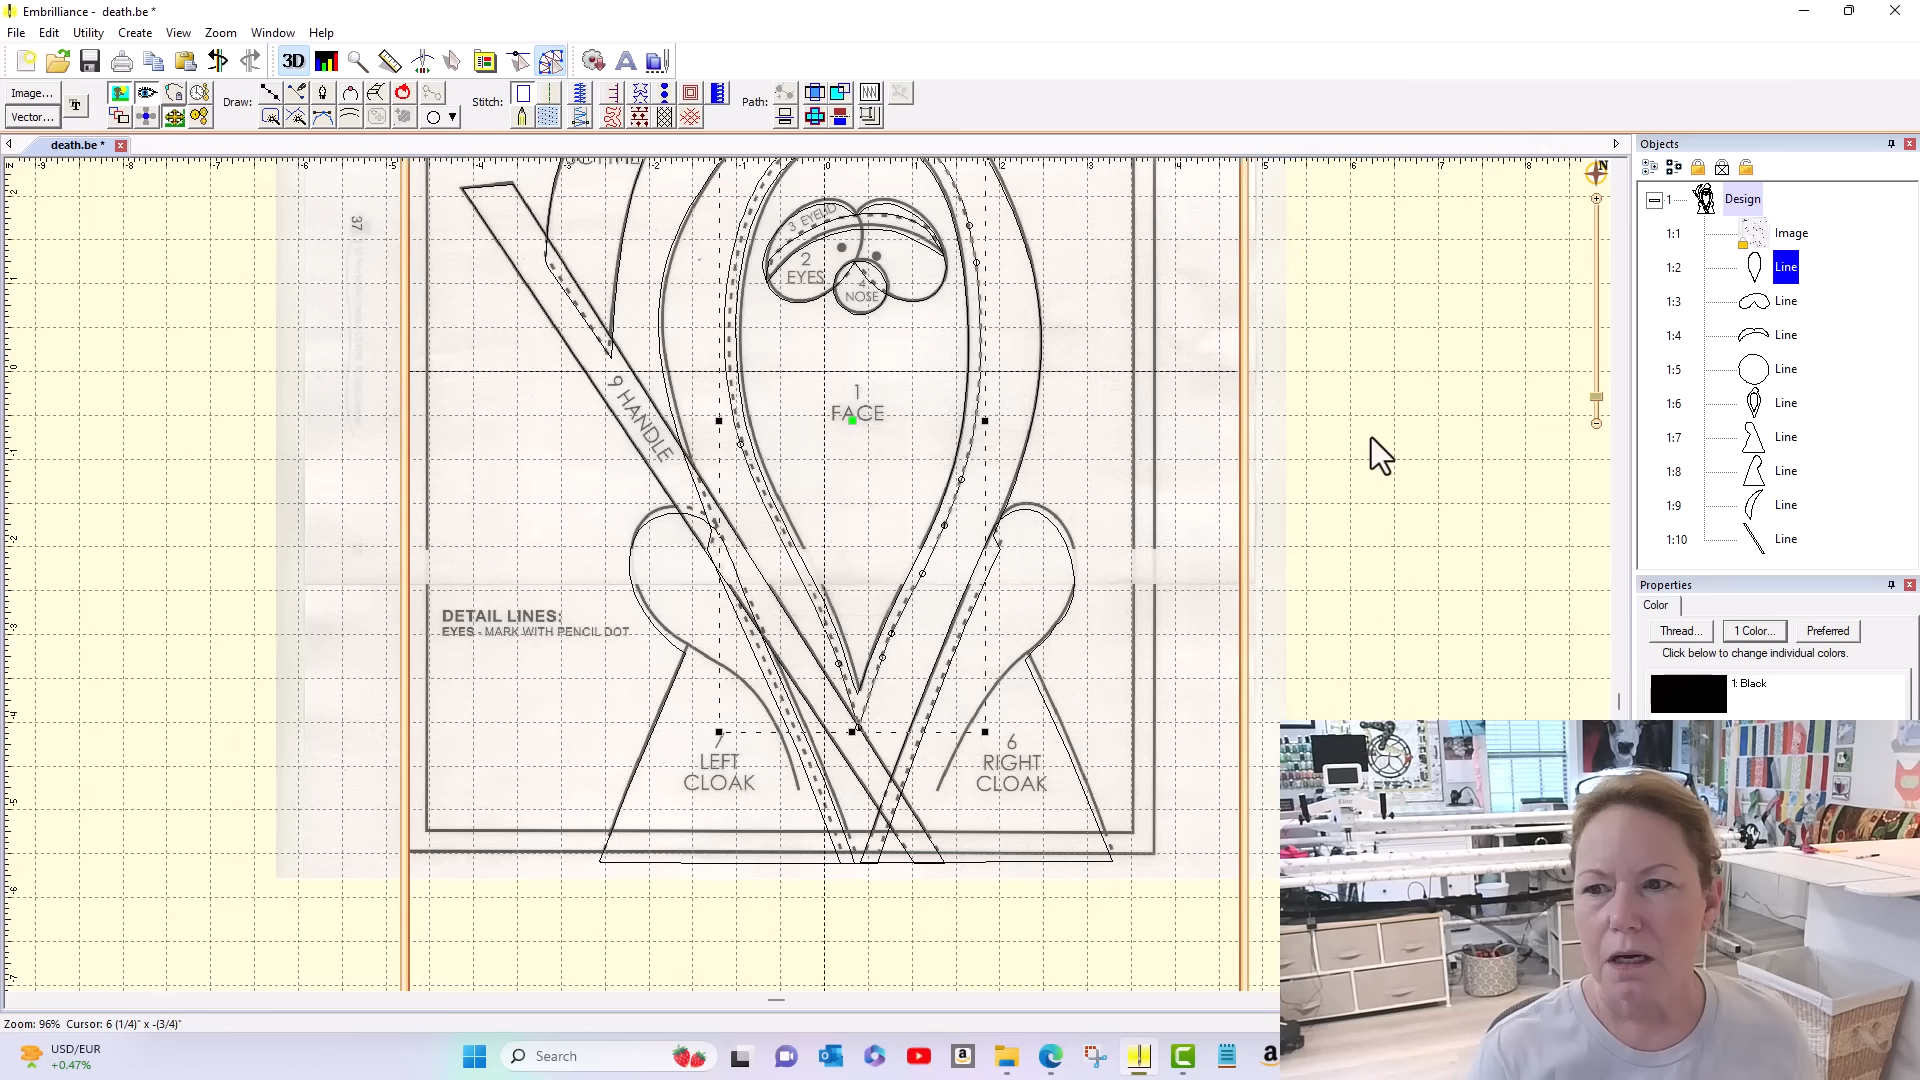 Embrilliance - death.be *
File Edit Utility Create View Zoom Window Help
3D
Image...
Vector...
Draw:
Stitch:
Path:
death.be *
Objects
1 Design
1:1 Image
1:2 Line
1:3 Line
1:4 Line
1:5 Line
1:6 Line
1:7 Line
1:8 Line
1:9 Line
1:10 Line
Properties
Color
Thread... 1 Color... Preferred
Click below to change individual colors.
1: Black
37
3 EYELID
2
EYES
4
NOSE
1
FACE
9 HANDLE
DETAIL LINES:
EYES - MARK WITH PENCIL DOT
7
LEFT
CLOAK
6
RIGHT
CLOAK
Zoom: 96% Cursor: 6 (1/4)" x -(3/4)"
USD/EUR
+0.47%
Search